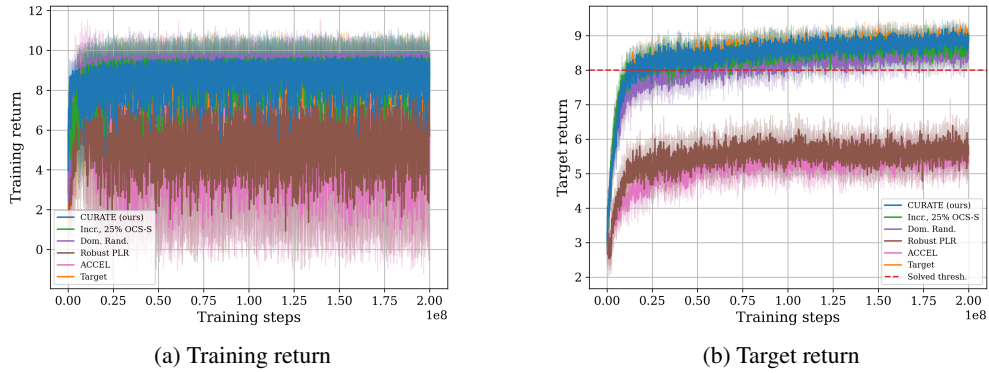 12
10
8
6
4
2
0
Training return
CURATE (ours)
Incr., 25% OCS-S
Dom. Rand.
Robust PLR
ACCEL
Target
0.00 0.25 0.50 0.75 1.00 1.25 1.50 1.75 2.00
1e8
Training steps
(a) Training return
9
8
7
6
5
4
3
2
Target return
CURATE (ours)
Incr., 25% OCS-S
Dom. Rand.
Robust PLR
ACCEL
Target
Solved thresh.
0.00 0.25 0.50 0.75 1.00 1.25 1.50 1.75 2.00
1e8
Training steps
(b) Target return